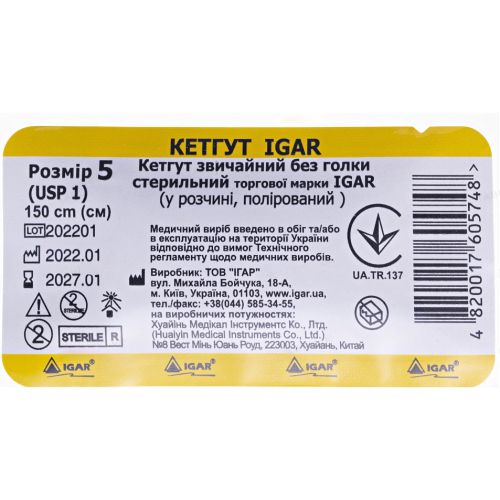 КЕТГУТ IGAR
Розмір 5
(USP 1)
150 cm (см)
LOT 202201
2022.01
2027.01
2
2
STERILE R
Кетгут звичайний без голки
стерильний торгової марки IGAR
(у розчині, полірований )
Медичний виріб введено в обіг та/або
в експлуатацію на території України
відповідно до вимог Технічного
регламенту щодо медичних виробів.
Виробник: ТОВ "ІГАР"
вул. Михайла Бойчука, 18-А,
м. Київ, Україна, 01103, www.igar.ua,
тел./факс: +38(044) 585-34-55,
на виробничих потужностях:
Хуайінь Медікал Інструментс Ко., Лтд.
(Huaiyin Medical Instruments Co., Ltd.)
№8 Вест Мінь Юань Роуд, 223003, Хуайань, Китай
UA.TR.137
4 820017 605748 >
IGAR®
IGAR®
IGAR®
IGAR®